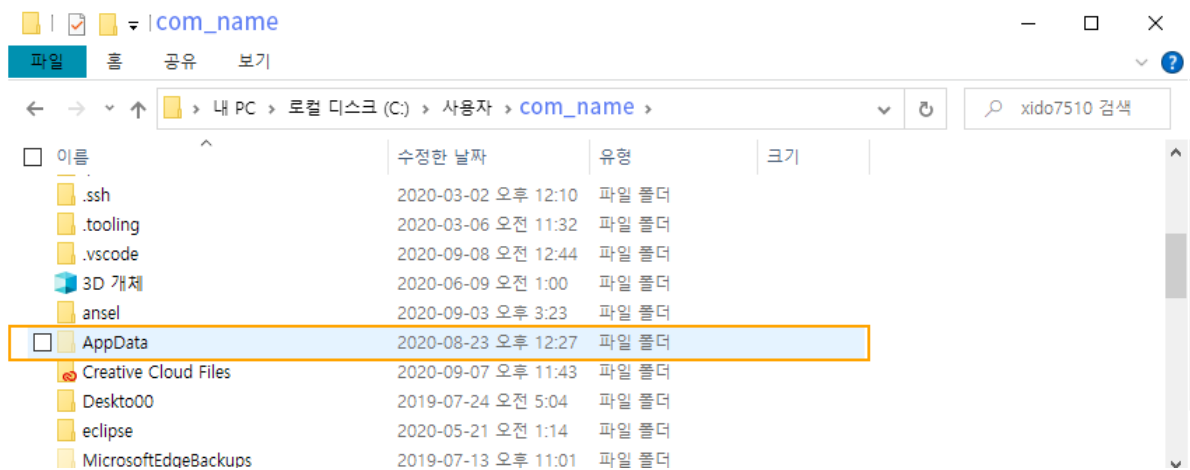 com_name
파일 홈 공유 보기
내 PC 로컬 디스크 (C:) 사용자 com_name xido7510 검색
이름 수정한 날짜 유형 크기
.ssh 2020-03-02 오후 12:10 파일 폴더
.tooling 2020-03-06 오전 11:32 파일 폴더
.vscode 2020-09-08 오전 12:44 파일 폴더
3D 개체 2020-06-09 오전 1:00 파일 폴더
ansel 2020-09-03 오후 3:23 파일 폴더
AppData 2020-08-23 오후 12:27 파일 폴더
Creative Cloud Files 2020-09-07 오후 11:43 파일 폴더
Deskto00 2019-07-24 오전 5:04 파일 폴더
eclipse 2020-05-21 오전 1:14 파일 폴더
MicrosoftEdgeBackups 2019-07-13 오후 11:01 파일 폴더